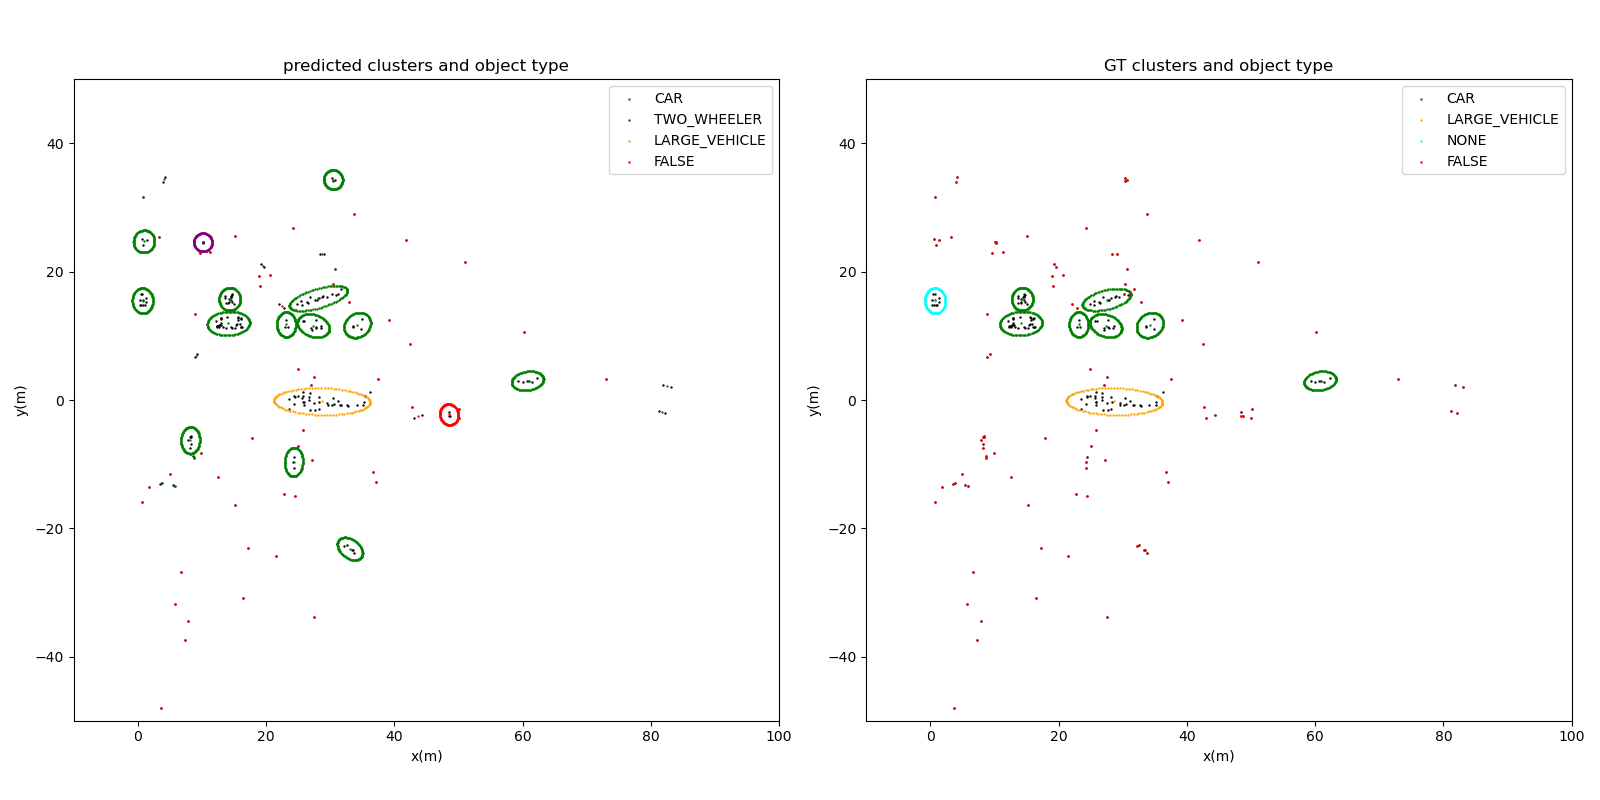 predicted clusters and object type
CAR
TWO_WHEELER
LARGE_VEHICLE
FALSE
40
20
0
−20
−40
y(m)
0
20
40
60
80
100
x(m)
GT clusters and object type
CAR
LARGE_VEHICLE
NONE
FALSE
40
20
0
−20
−40
y(m)
0
20
40
60
80
100
x(m)